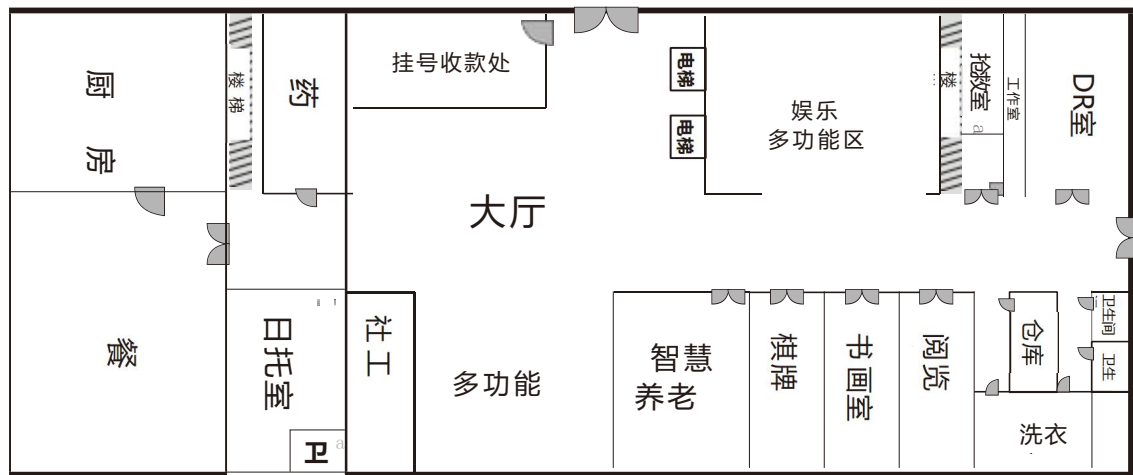 厨房
楼梯
药
挂号收款处
电梯
电梯
娱乐
多功能区
楼
抢救室
a
工作室
DR室
大厅
餐
日托室
卫
a
社工
多功能
智慧
养老
棋牌
书画室
阅览
仓库
卫生间
卫生
洗衣